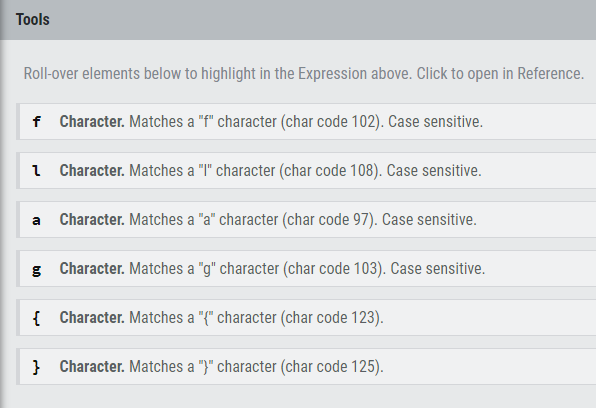 Tools
Roll-over elements below to highlight in the Expression above. Click to open in Reference.
f Character. Matches a "f" character (char code 102). Case sensitive.
l Character. Matches a "l" character (char code 108). Case sensitive.
a Character. Matches a "a" character (char code 97). Case sensitive.
g Character. Matches a "g" character (char code 103). Case sensitive.
{ Character. Matches a "{" character (char code 123).
} Character. Matches a "}" character (char code 125).